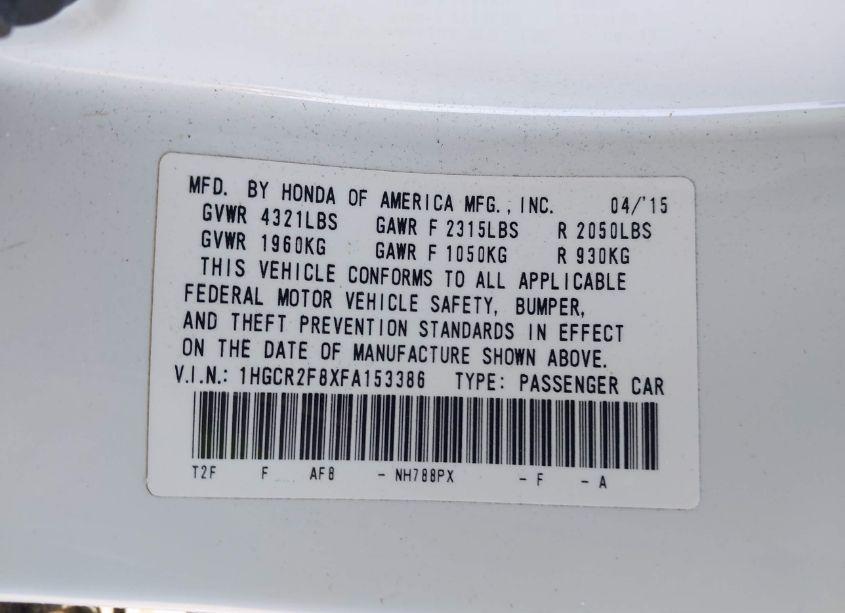 MFD. BY HONDA OF AMERICA MFG., INC. 04/'15
GVWR 4321LBS GAWR F 2315LBS R 2050LBS
GVWR 1960KG GAWR F 1050KG R 930KG
THIS VEHICLE CONFORMS TO ALL APPLICABLE
FEDERAL MOTOR VEHICLE SAFETY, BUMPER,
AND THEFT PREVENTION STANDARDS IN EFFECT
ON THE DATE OF MANUFACTURE SHOWN ABOVE.
V.I.N.: 1HGCR2F8XFA153386 TYPE: PASSENGER CAR
T2F F AF8 - NH788PX - F - A